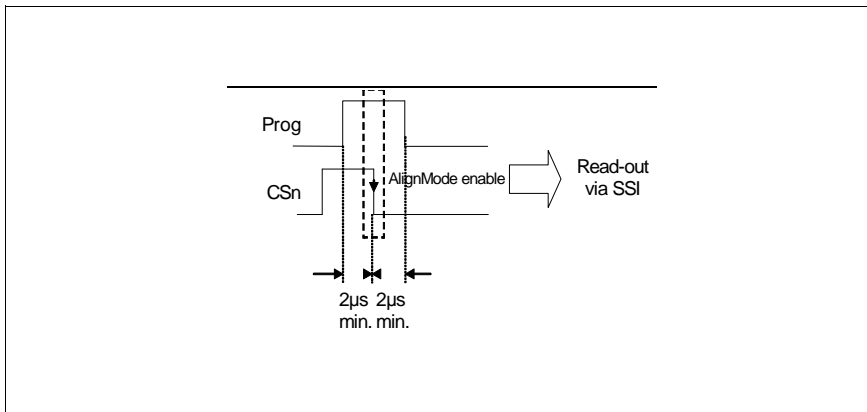 Prog
CSn
AlignMode enable
Read-out
via SSI
2µs 2µs
min. min.